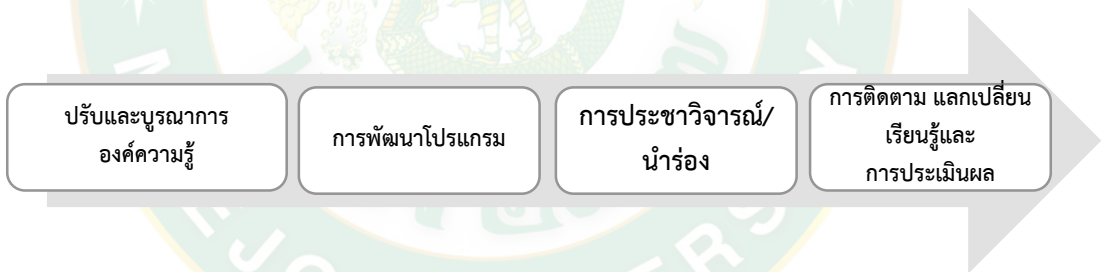 ปรับและบูรณาการ
องค์ความรู้
การพัฒนาโปรแกรม
การประชาวิจารณ์/
นำร่อง
การติดตาม แลกเปลี่ยน
เรียนรู้และ
การประเมินผล